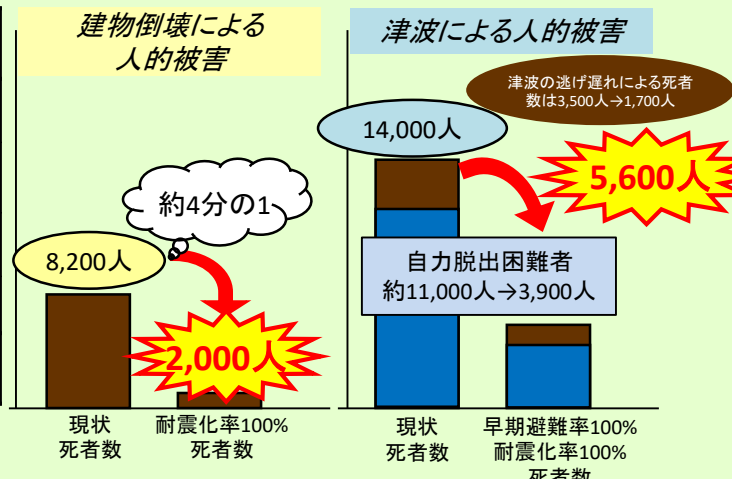 建物倒壊による
人的被害
約4分の1
8,200人
2,000人
現状
死者数
耐震化率100%
死者数
津波による人的被害
津波の逃げ遅れによる死者
数は3,500人→1,700人
14,000人
5,600人
自力脱出困難者
約11,000人→3,900人
現状
死者数
早期避難率100%
耐震化率100%
死者数